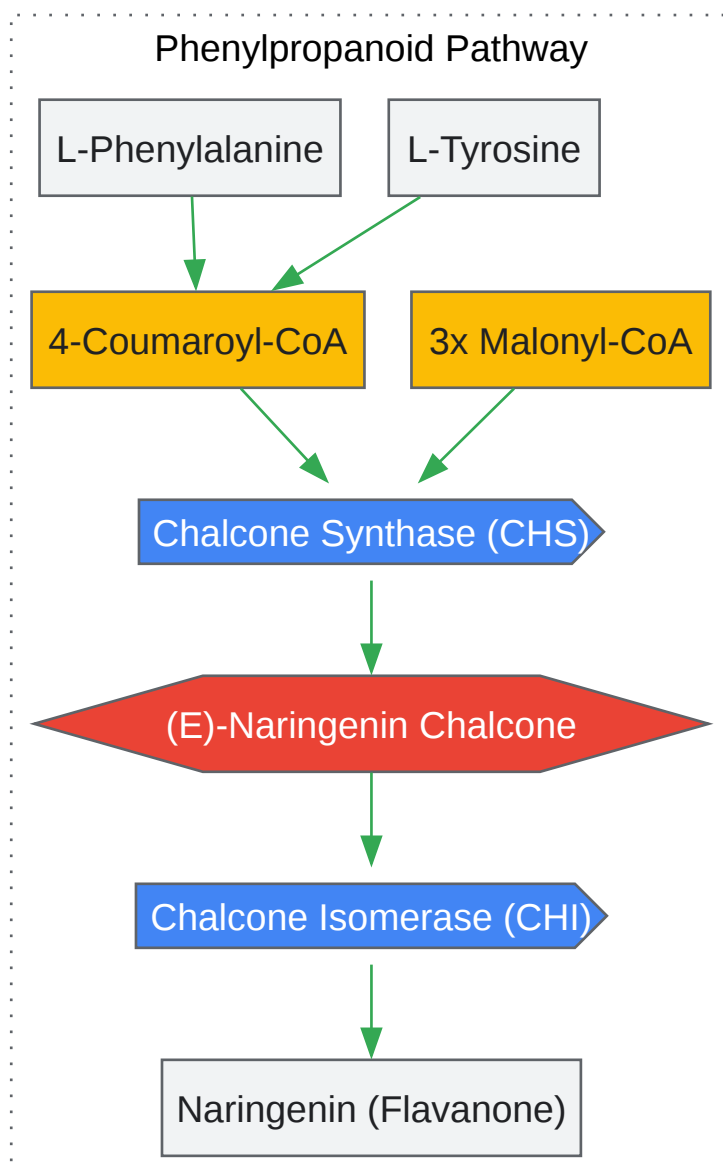 Phenylpropanoid Pathway
L-Phenylalanine
L-Tyrosine
4-Coumaroyl-CoA
3x Malonyl-CoA
Chalcone Synthase (CHS)
(E)-Naringenin Chalcone
Chalcone Isomerase (CHI)
Naringenin (Flavanone)